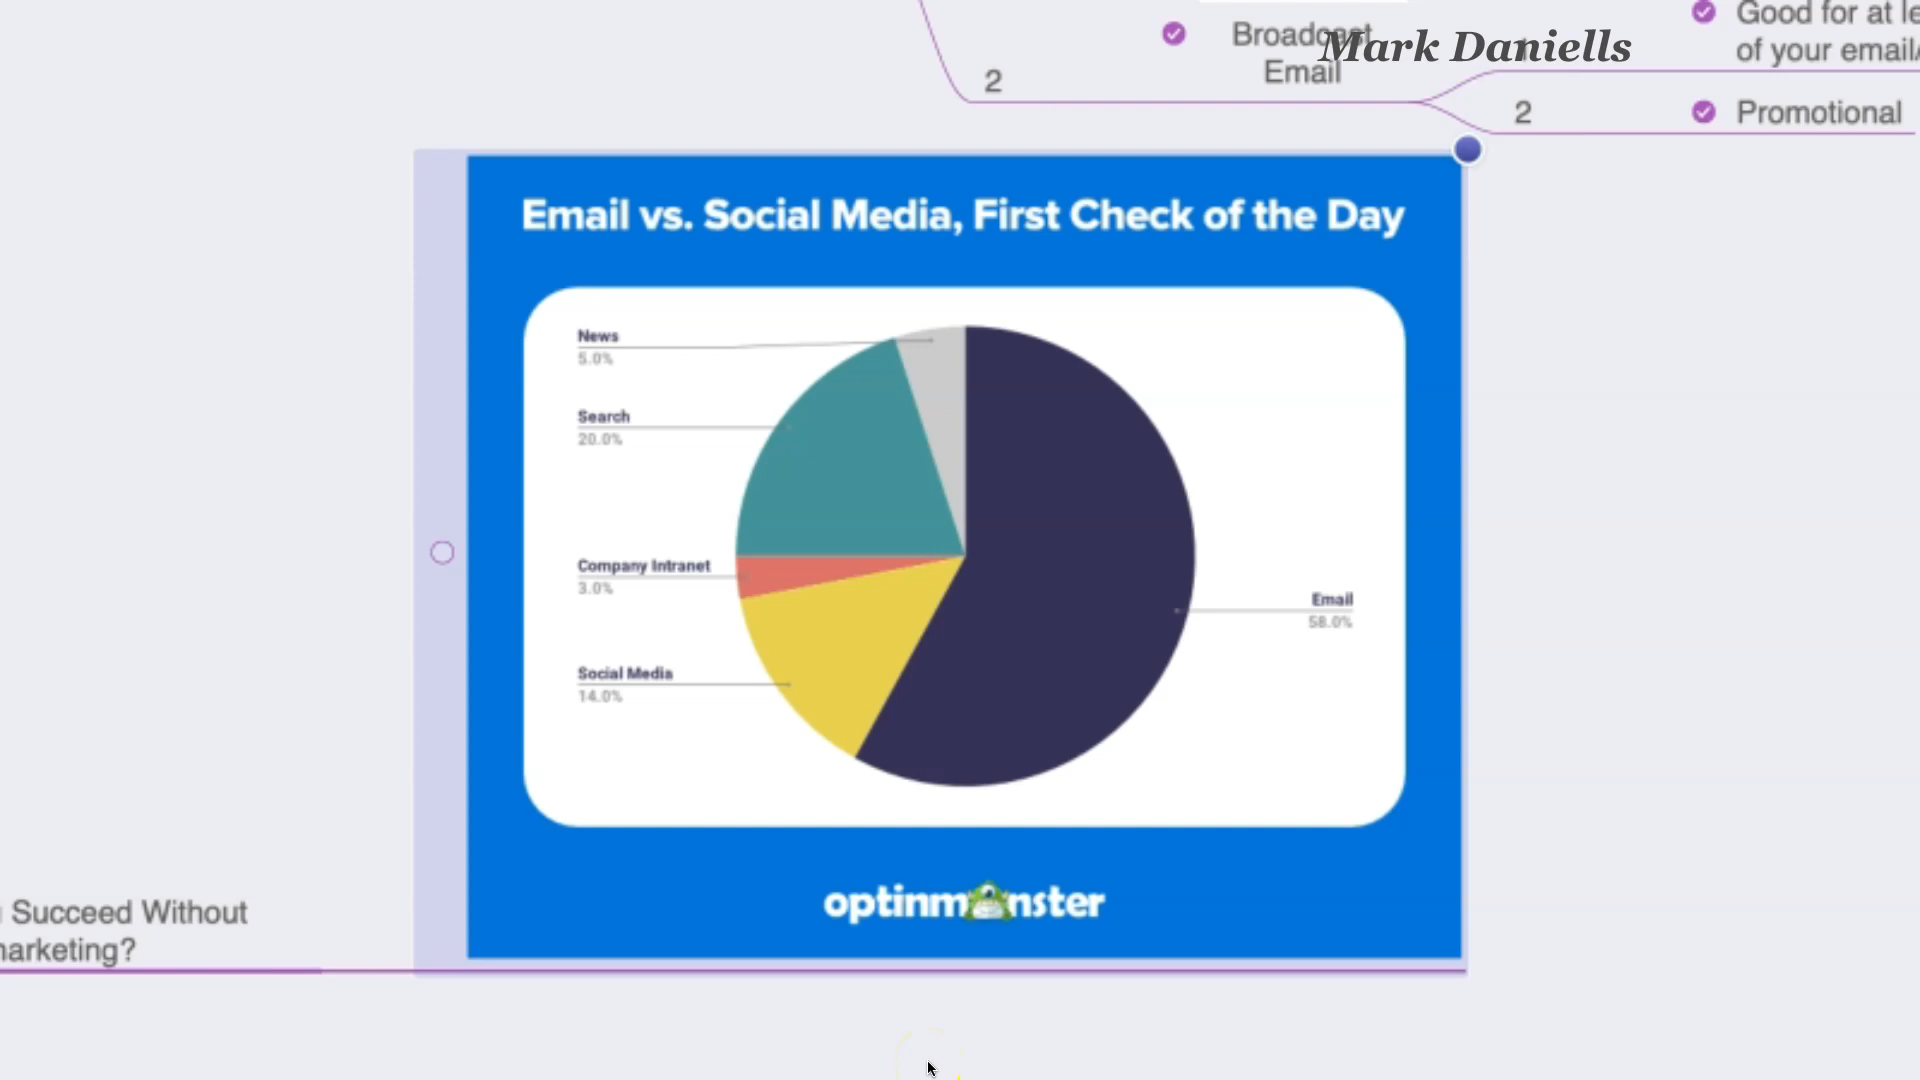 Good for at le
of your email/
Broadcast
Email
Mark Daniells
2
2
Promotional
Email vs. Social Media, First Check of the Day
News
5.0%
Search
20.0%
Company Intranet
3.0%
Social Media
14.0%
Email
58.0%
optinmonster
Succeed Without
marketing?